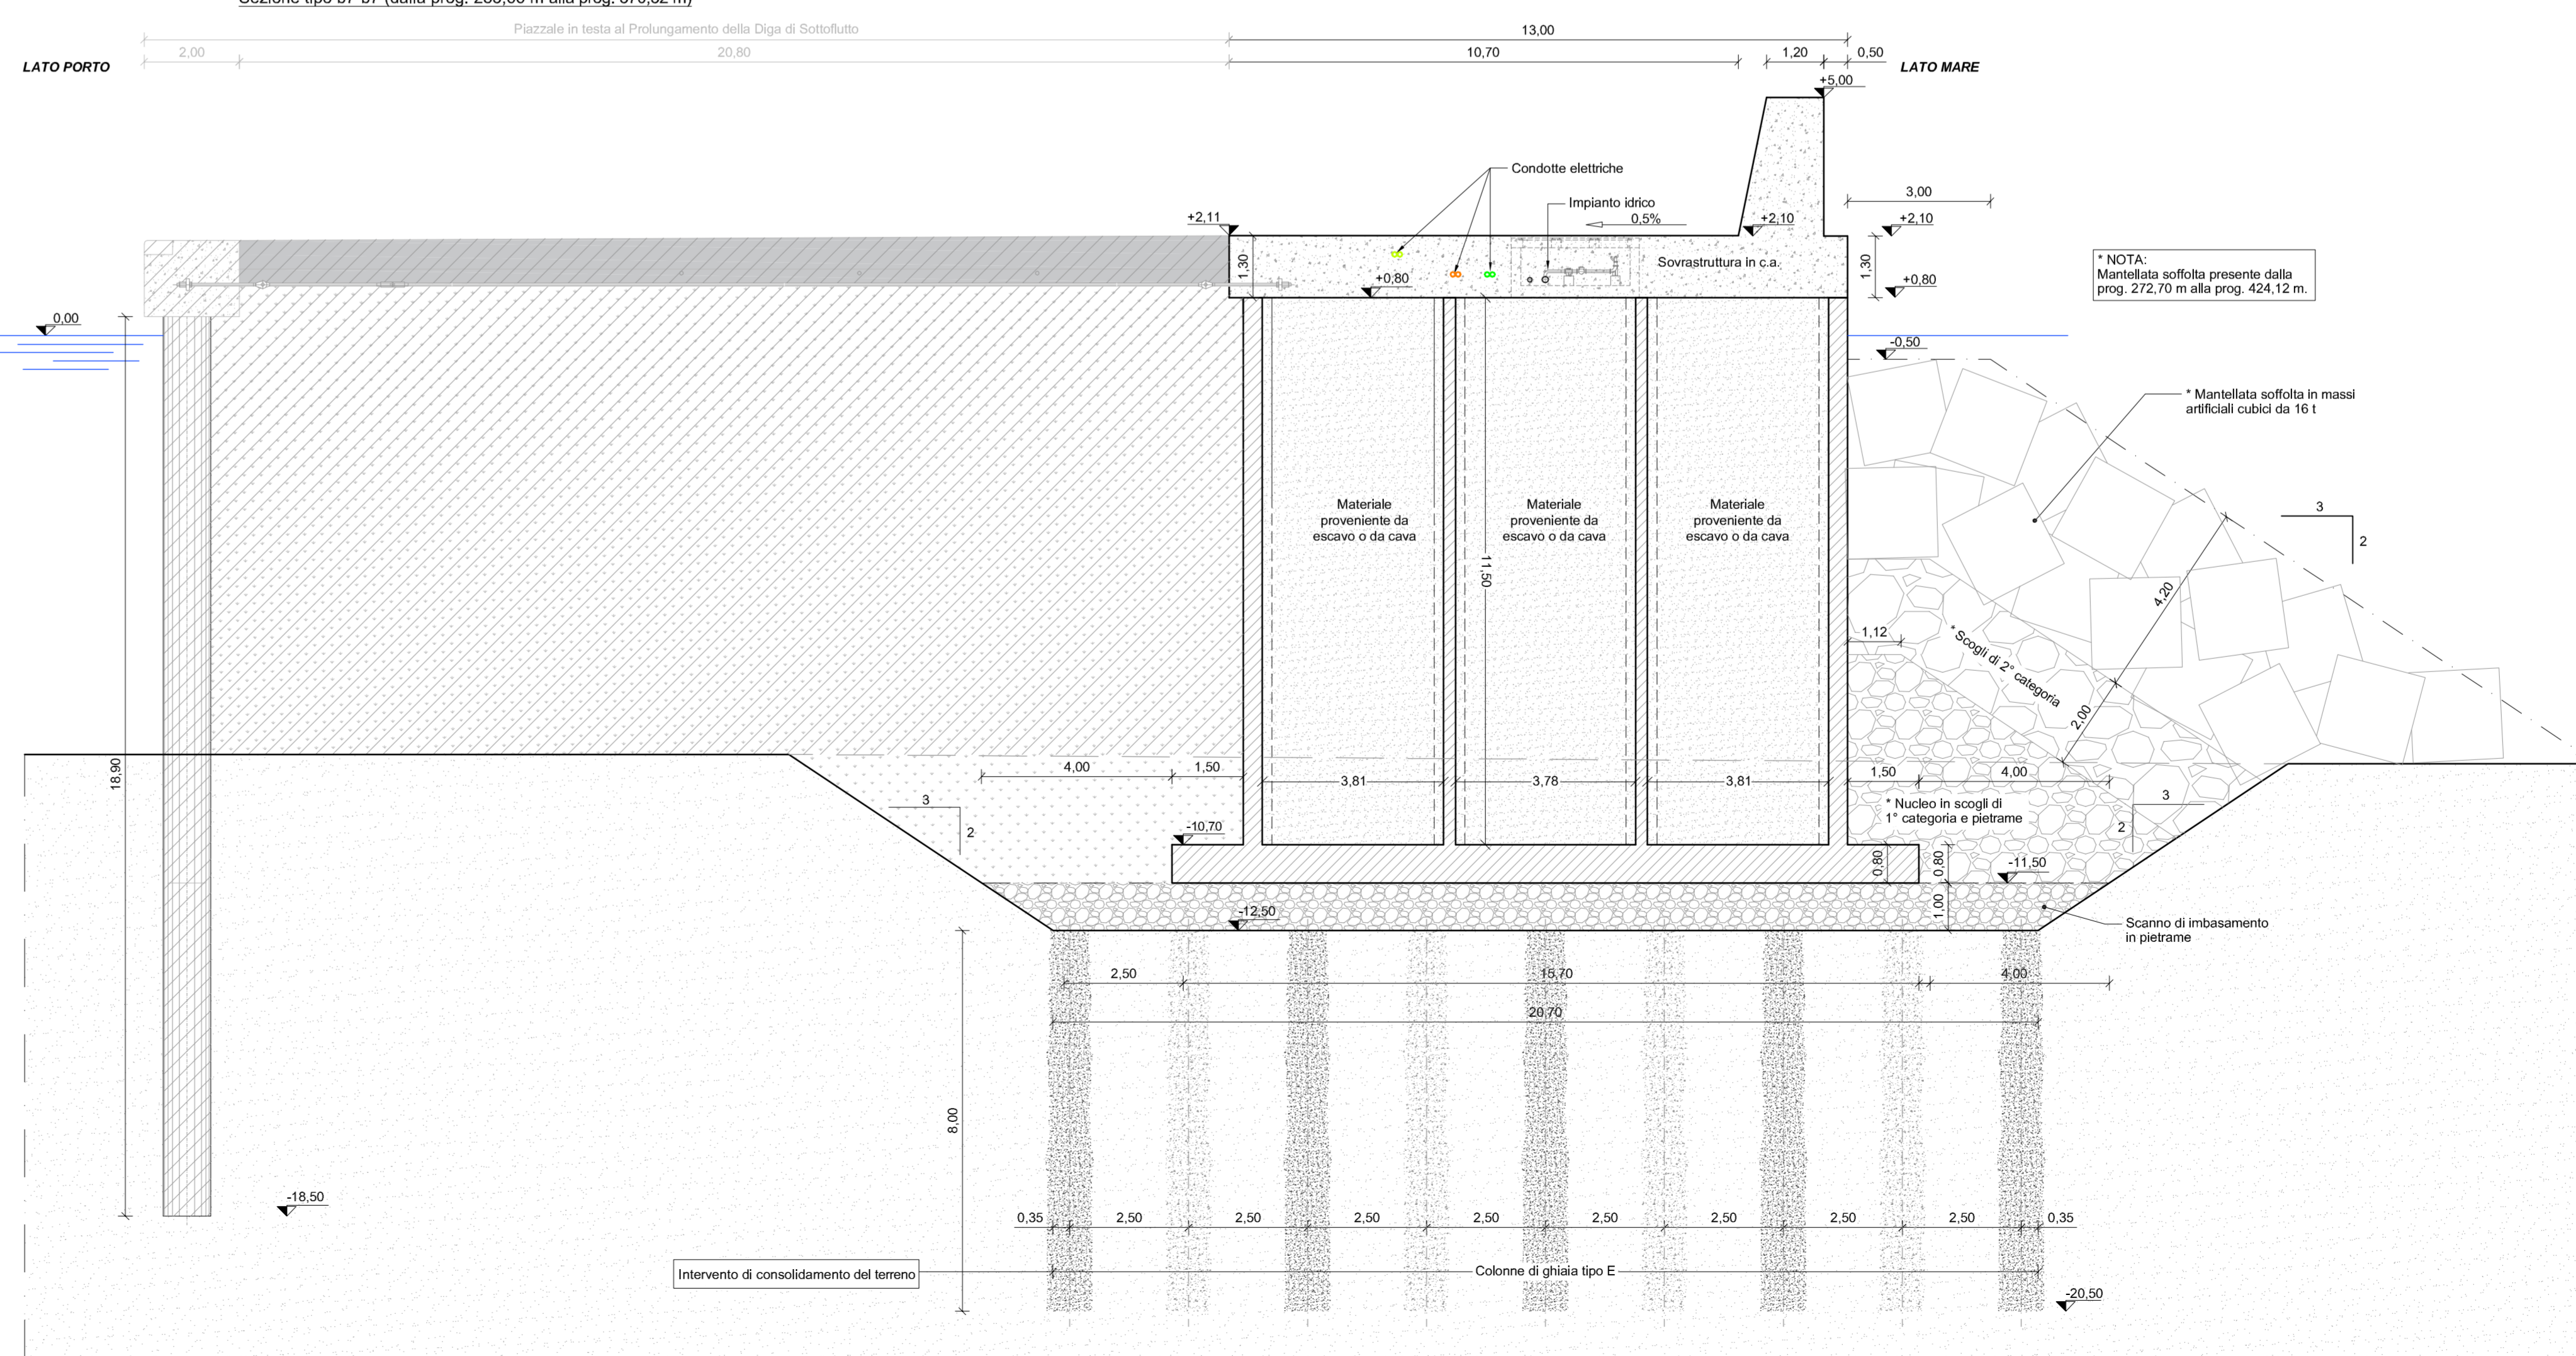 Piazzale in testa al Prolungamento della Diga di Sottoflutto
13,00
2,00
20,80
10,70
1,20
0,50
LATO PORTO
LATO MARE
+5,00
Condotte elettriche
Impianto idrico
3,00
+2,11
0,5%
+2,10
+2,10
1,30
Sovrastruttura in c.a.
1,30
+0,80
+0,80
* NOTA:
Mantellata soffolta presente dalla
prog. 272,70 m alla prog. 424,12 m.
0,00
-0,50
* Mantellata soffolta in massi
artificiali cubici da 16 t
Materiale
proveniente da
escavo o da cava
Materiale
proveniente da
escavo o da cava
Materiale
proveniente da
escavo o da cava
11,50
3
2
4,20
1,12
* Scogli di 2° categoria
2,00
18,90
4,00
1,50
3,81
3,78
3,81
1,50
4,00
3
2
* Nucleo in scogli di
1° categoria e pietrame
3
2
-10,70
0,80
0,80
-11,50
-12,50
1,00
Scanno di imbasamento
in pietrame
2,50
15,70
4,00
20,70
8,00
-18,50
0,35
2,50
2,50
2,50
2,50
2,50
2,50
2,50
2,50
0,35
Intervento di consolidamento del terreno
Colonne di ghiaia tipo E
-20,50